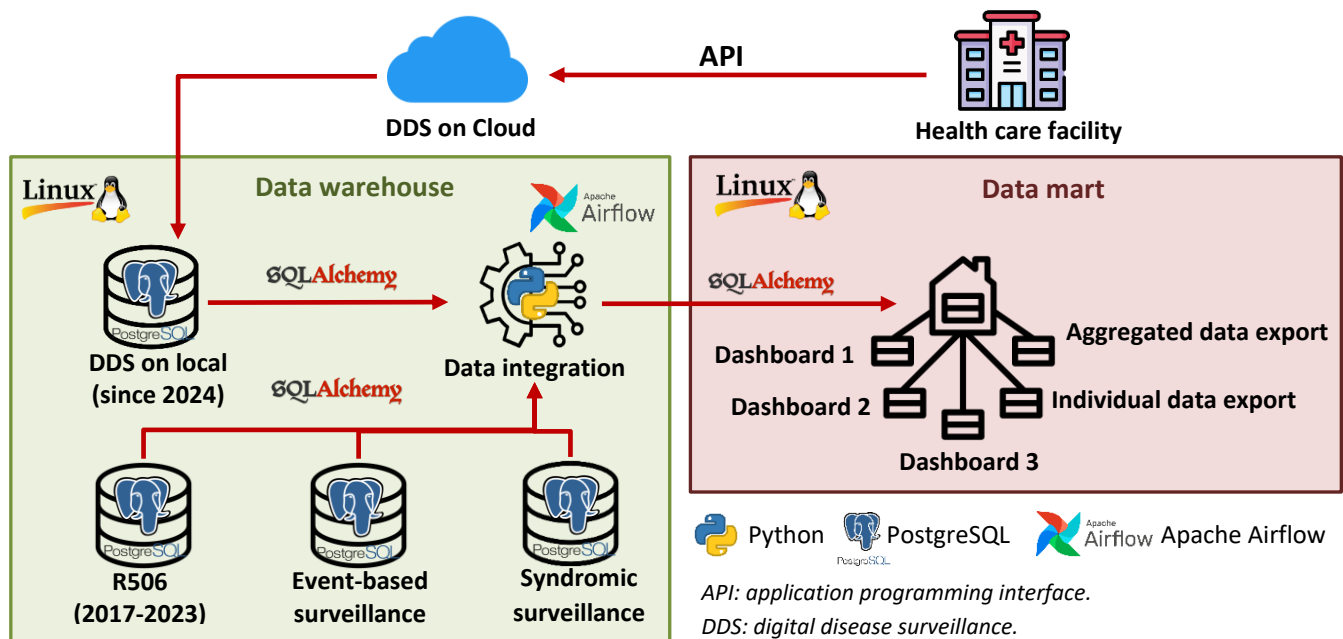 API
DDS on Cloud
Health care facility
Linux
Data warehouse
Apache
Airflow
Linux
Data mart
SQLAlchemy
SQLAlchemy
PostgreSQL
DDS on local
(since 2024)
Data integration
SQLAlchemy
Dashboard 1
Aggregated data export
Dashboard 2
Individual data export
Dashboard 3
PostgreSQL
R506
(2017-2023)
PostgreSQL
Event-based
surveillance
PostgreSQL
Syndromic
surveillance
Python
PostgreSQL
PostgreSQL
Apache
Airflow
Apache Airflow
API: application programming interface.
DDS: digital disease surveillance.